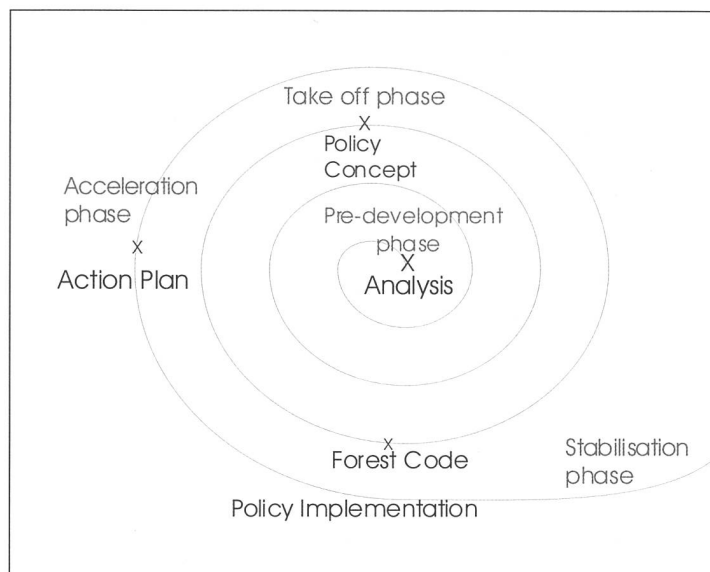 Take off phase
X
Policy
Concept
Acceleration
phase
X
Action Plan
Pre-development
phase
X
Analysis
X
Forest Code
Stabilisation
phase
Policy Implementation